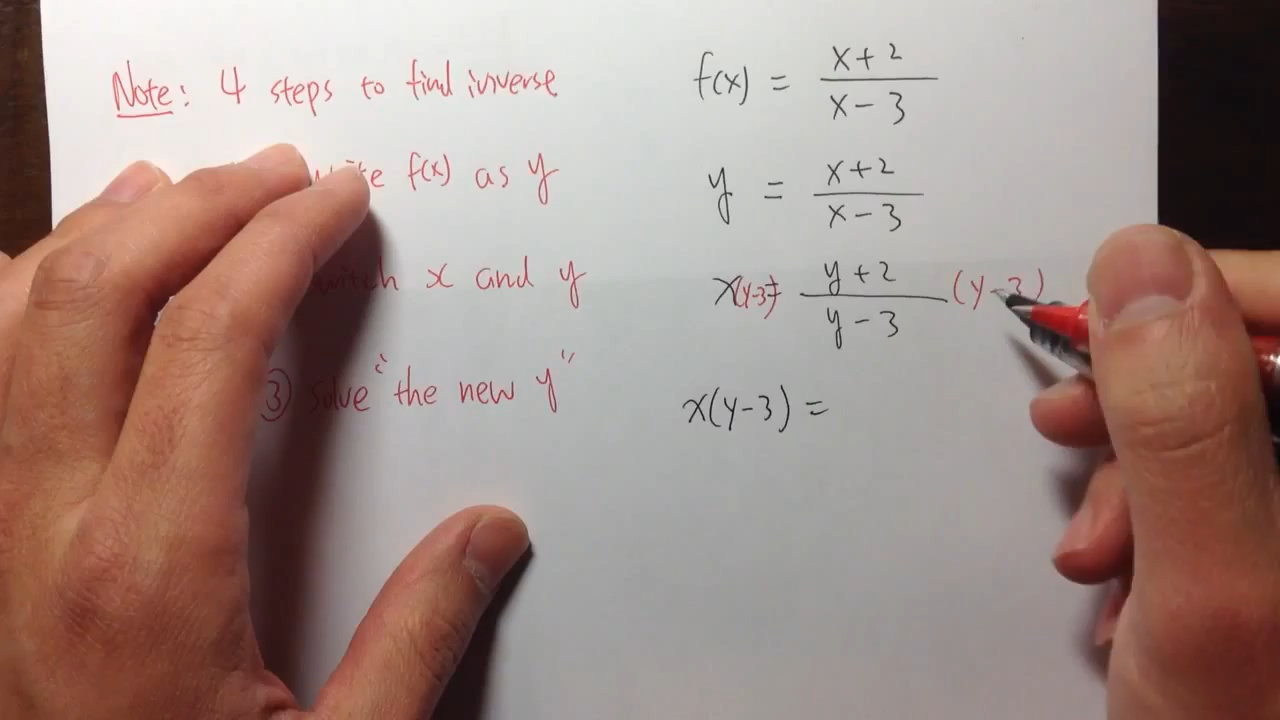 Note: 4 steps to find inverse
f(x) as y
x and y
③ solve "the new y"
f(x) = (x+2)/(x-3)
y = (x+2)/(x-3)
x(y-3) = (y+2)/(y-3) (y-3)
x(y-3) =